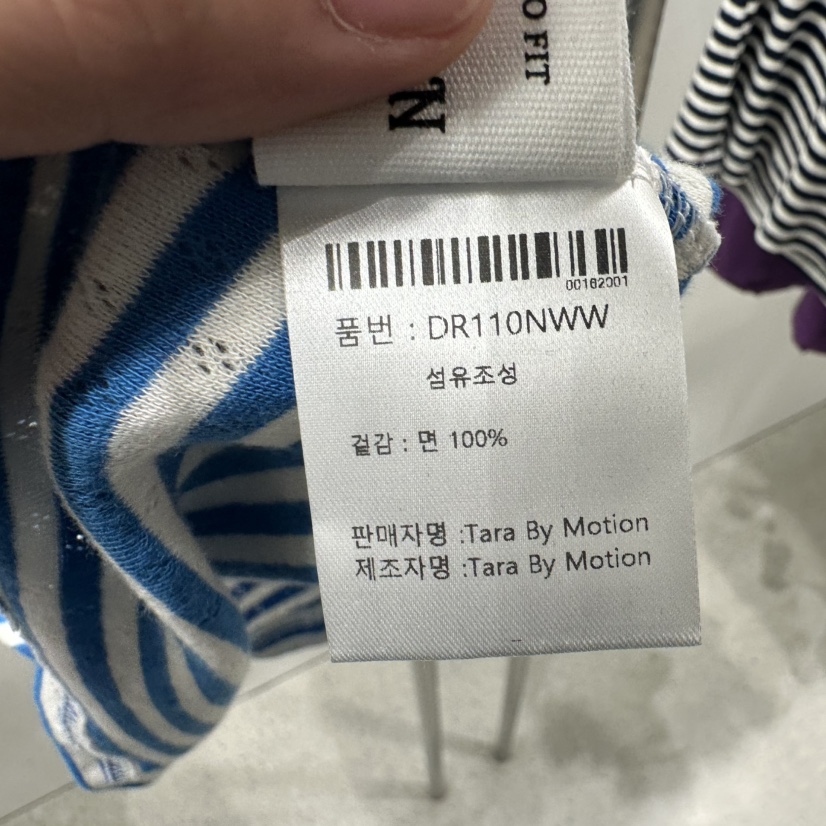 O FIT
00162001
품번 : DR110NWW
섬유조성
겉감 : 면 100%
판매자명 :Tara By Motion
제조자명 :Tara By Motion